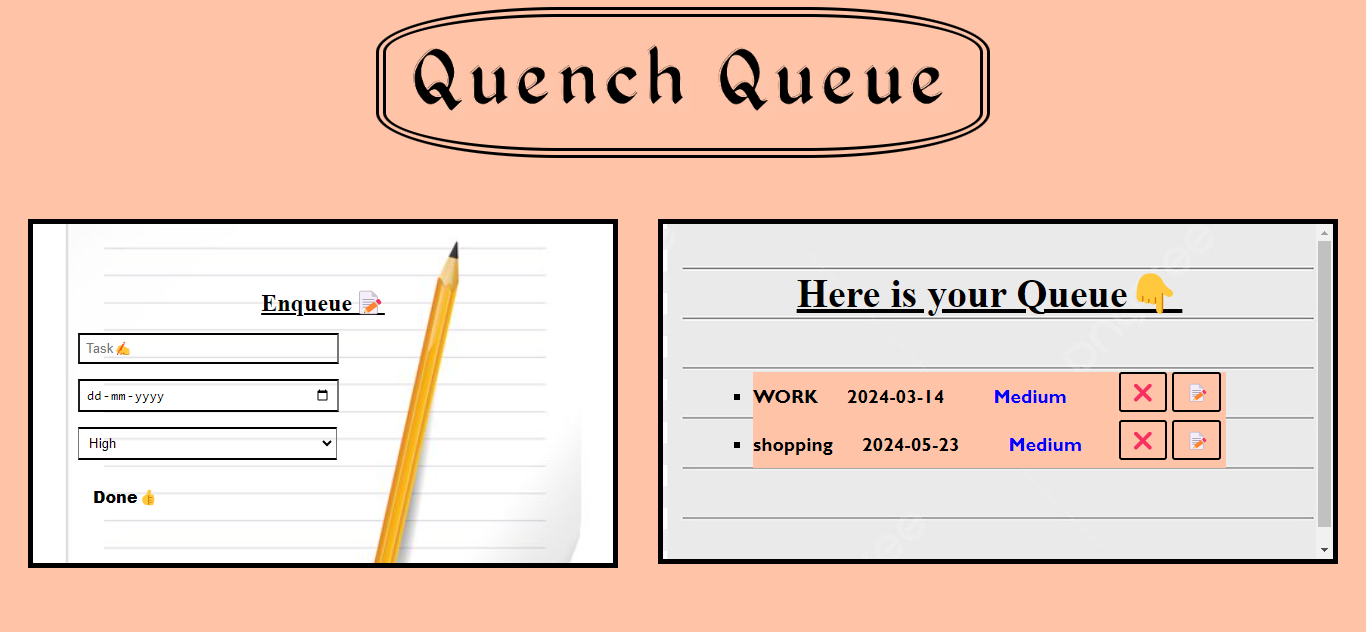 Quench Queue
Enqueue 📝
Task✍
dd-mm-yyyy
High
Done👍
Here is your Queue👇
WORK 2024-03-14 Medium ❌ 📝
shopping 2024-05-23 Medium ❌ 📝